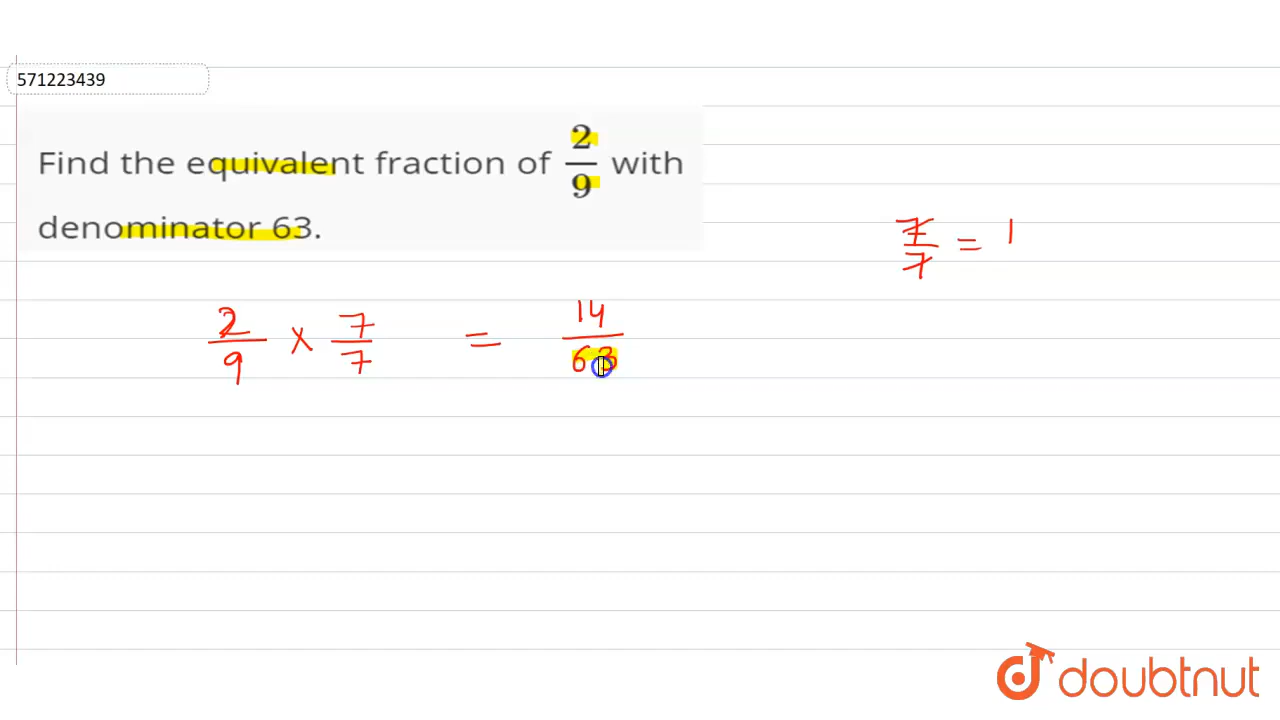 571223439
Find the equivalent fraction of 2/9 with
denominator 63.
7/7 = 1
2/9 × 7/7 = 14/63
doubtnut